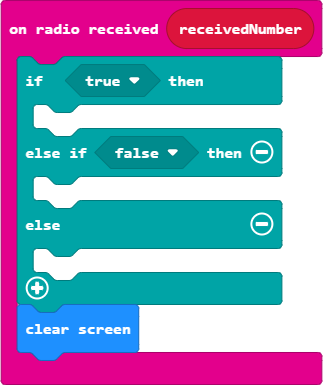 on radio received receivedNumber
if true then
else if false then
else
clear screen